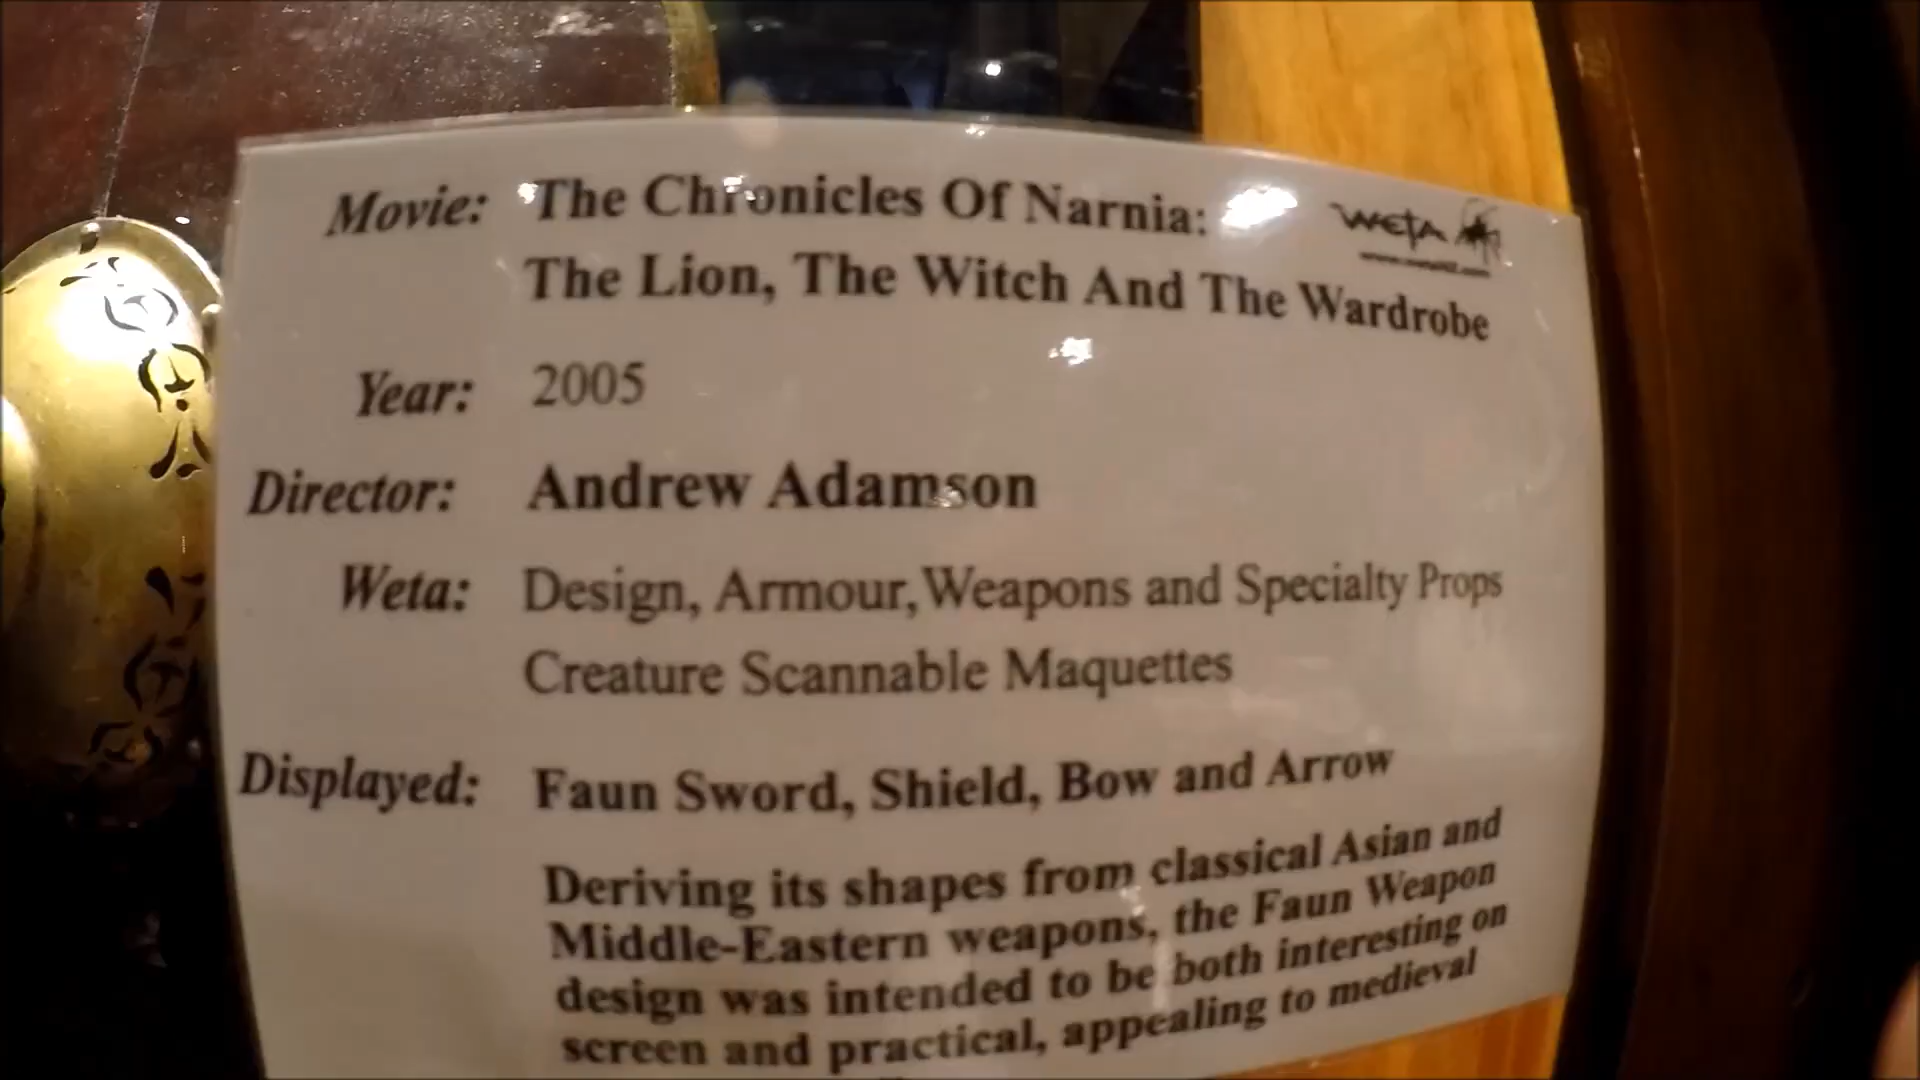 Movie: The Chronicles Of Narnia:
WETA
The Lion, The Witch And The Wardrobe
Year: 2005
Director: Andrew Adamson
Weta: Design, Armour, Weapons and Specialty Props
Creature Scannable Maquettes
Displayed: Faun Sword, Shield, Bow and Arrow
Deriving its shapes from classical Asian and
Middle-Eastern weapons, the Faun Weapon
design was intended to be both interesting on
screen and practical, appealing to medieval